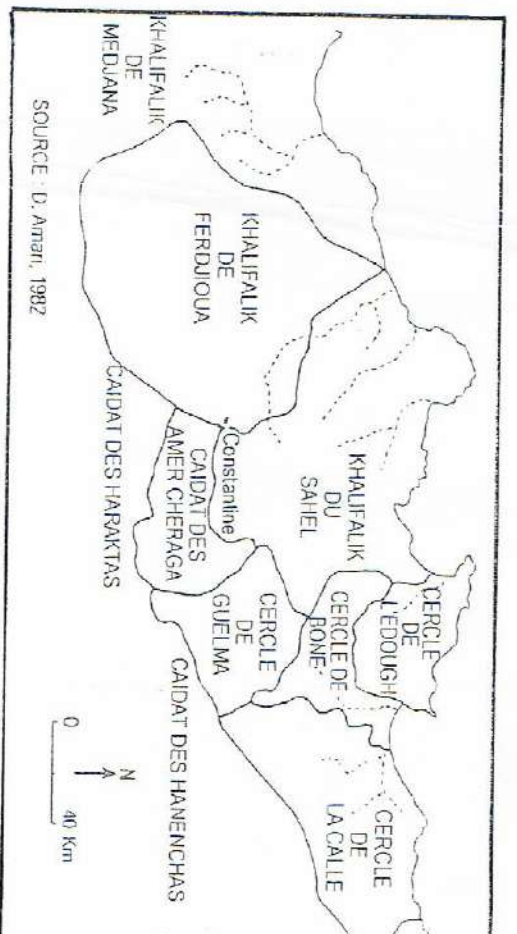 KHALIFALIK
DE
MEDJANA
KHALIFALIK
DE
FERDJIOUA
KHALIFALIK
DU
SAHEL
CERCLE
DE
L'EDOUGH
CERCLE DE
BONE
CERCLE
DE
LA CALLE
CERCLE
DE
GUELMA
Constantine
CAIDAT DES
AMER CHERAGA
CAIDAT DES HARAKTAS
CAIDAT DES HANENCHAS
N
0 40 Km
SOURCE : D. Amari, 1982